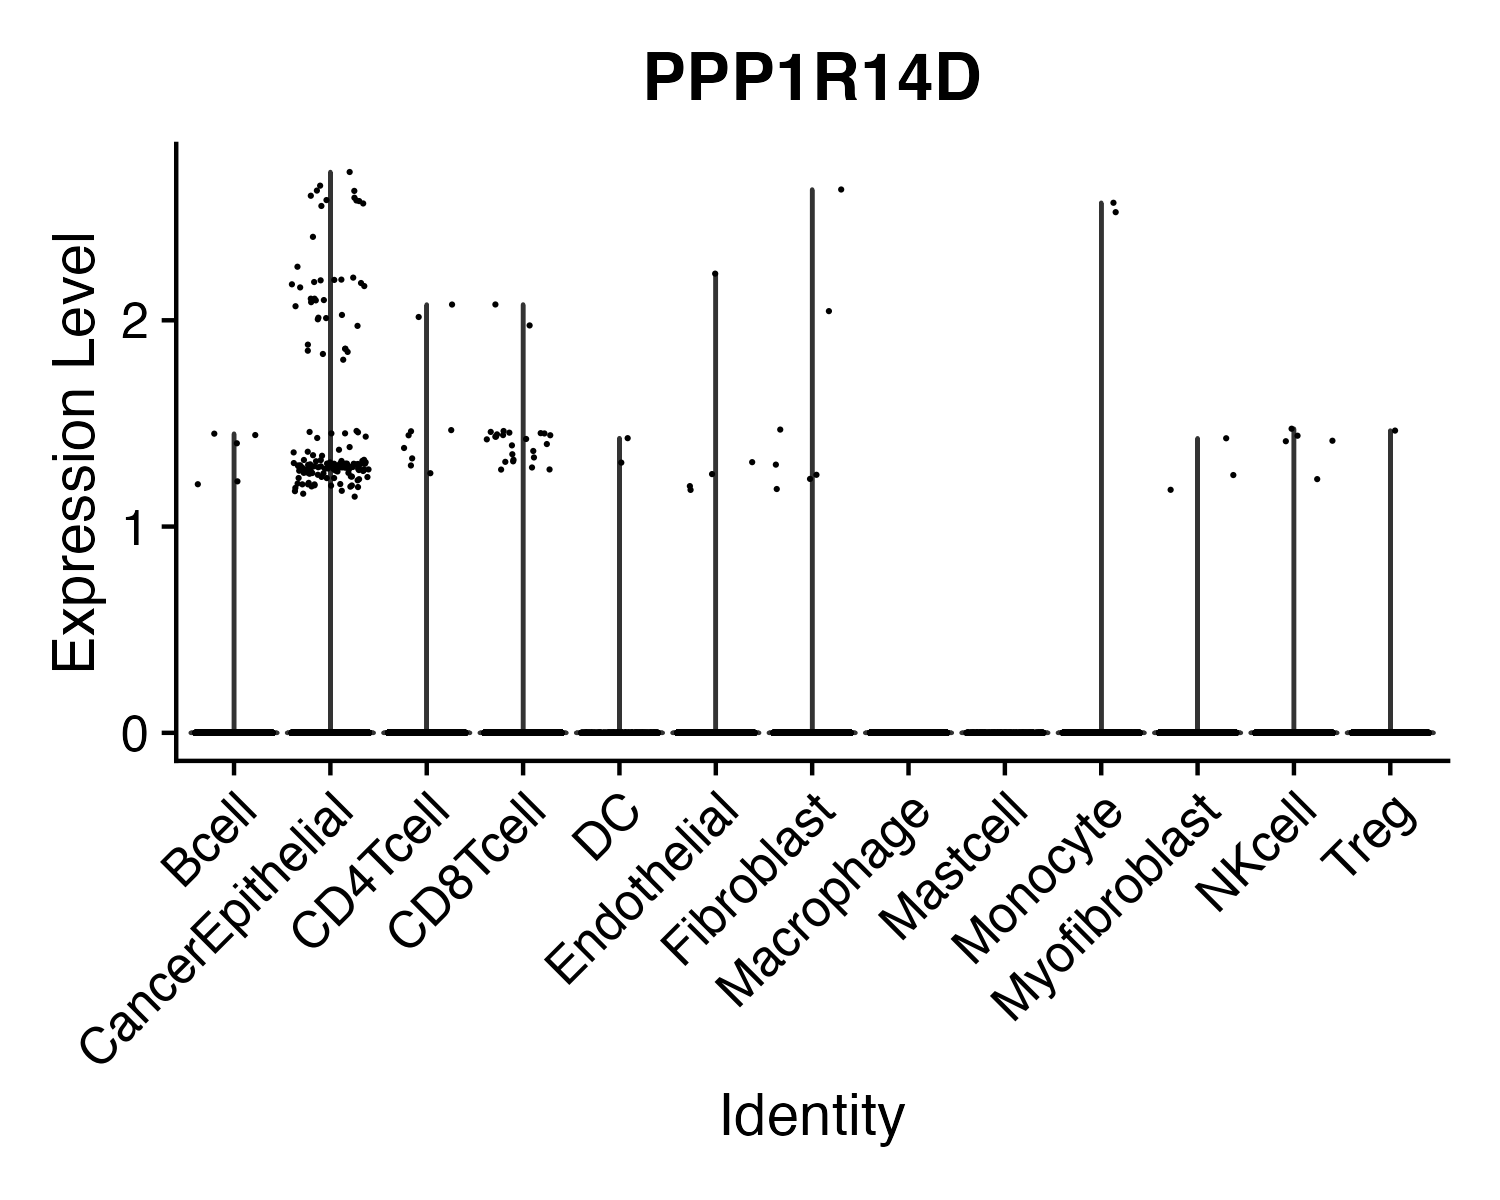 PPP1R14D
Expression Level
2
1
0
Bcell
CancerEpithelial
CD4Tcell
CD8Tcell
DC
Endothelial
Fibroblast
Macrophage
Mastcell
Monocyte
Myofibroblast
NKcell
Treg
Identity